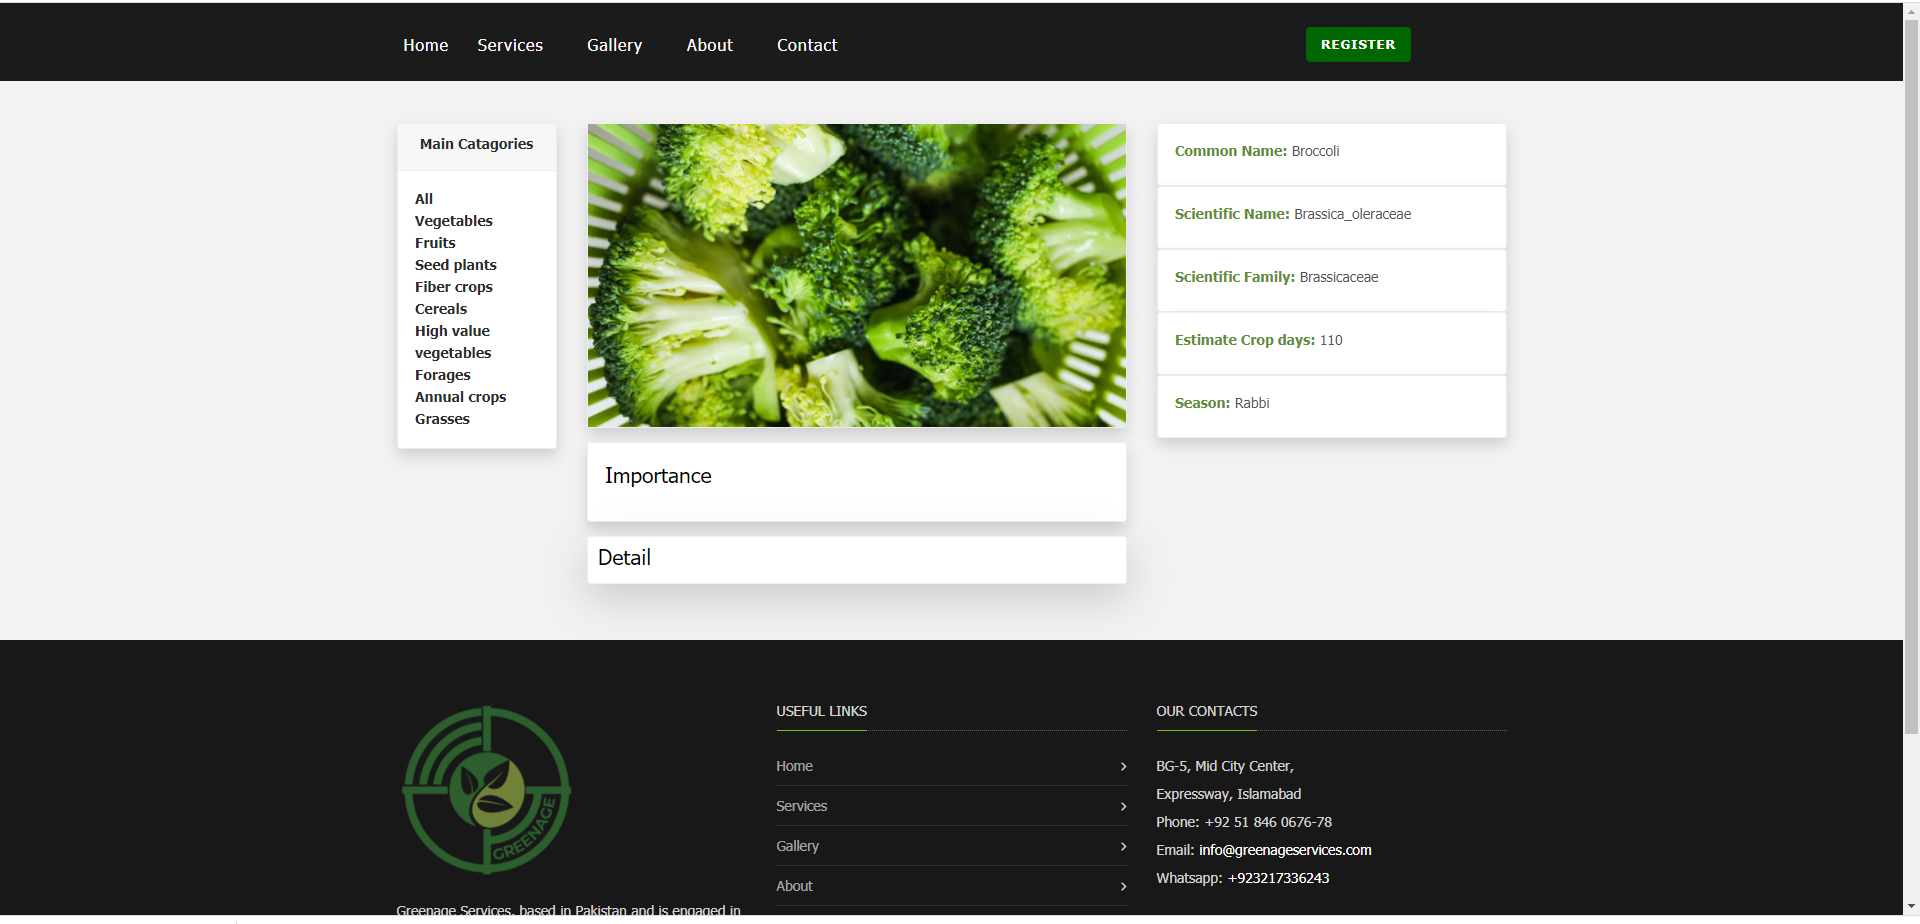 Home Services Gallery About Contact REGISTER
Main Catagories
All
Vegetables
Fruits
Seed plants
Fiber crops
Cereals
High value
vegetables
Forages
Annual crops
Grasses
Importance
Detail
Common Name: Broccoli
Scientific Name: Brassica_oleraceae
Scientific Family: Brassicaceae
Estimate Crop days: 110
Season: Rabbi
GREENAGE
Greenage Services, based in Pakistan and is engaged in
USEFUL LINKS
Home
Services
Gallery
About
OUR CONTACTS
BG-5, Mid City Center,
Expressway, Islamabad
Phone: +92 51 846 0676-78
Email: info@greenageservices.com
Whatsapp: +923217336243